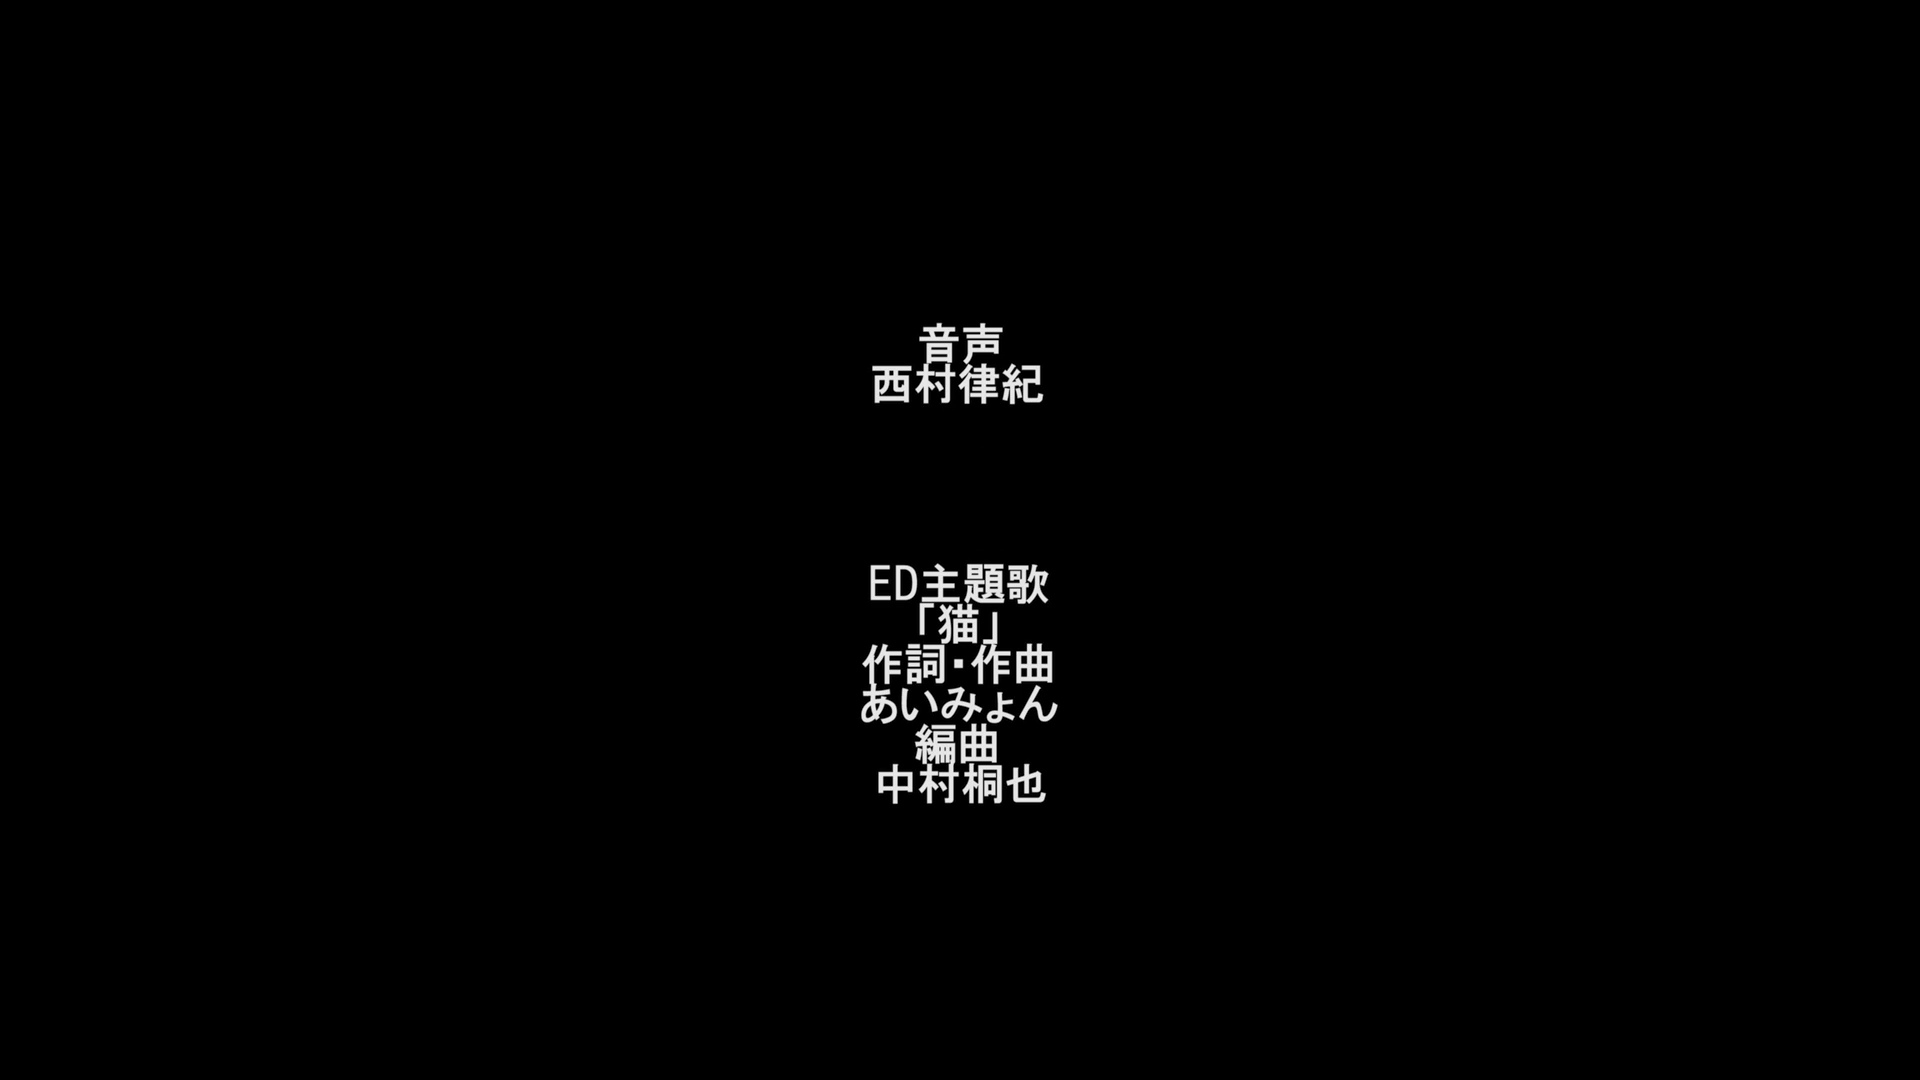 音声
西村律紀
ED主題歌
「猫」
作詞・作曲
あいみょん
編曲
中村桐也